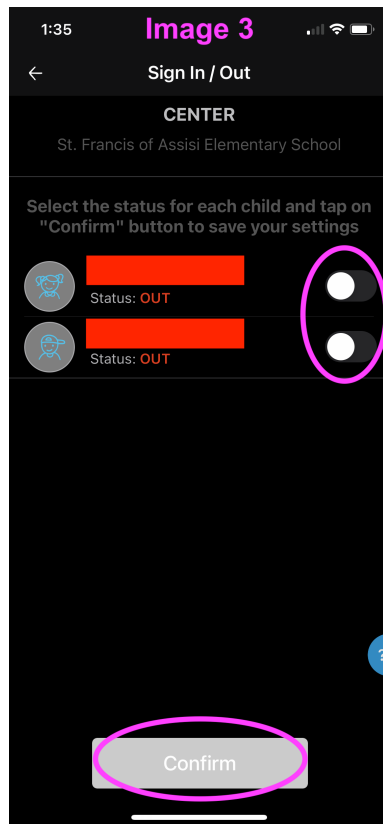 1:35
Image 3
Sign In / Out
CENTER
St. Francis of Assisi Elementary School
Select the status for each child and tap on
"Confirm" button to save your settings
Status: OUT
Status: OUT
?
Confirm